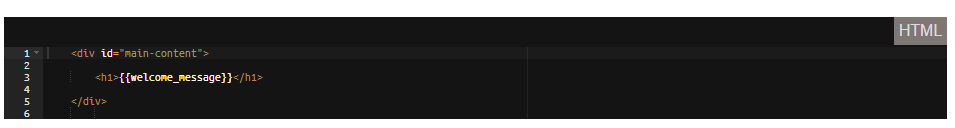 HTML
1 <div id="main-content">
2
3 <h1>{{welcome_message}}</h1>
4
5 </div>
6